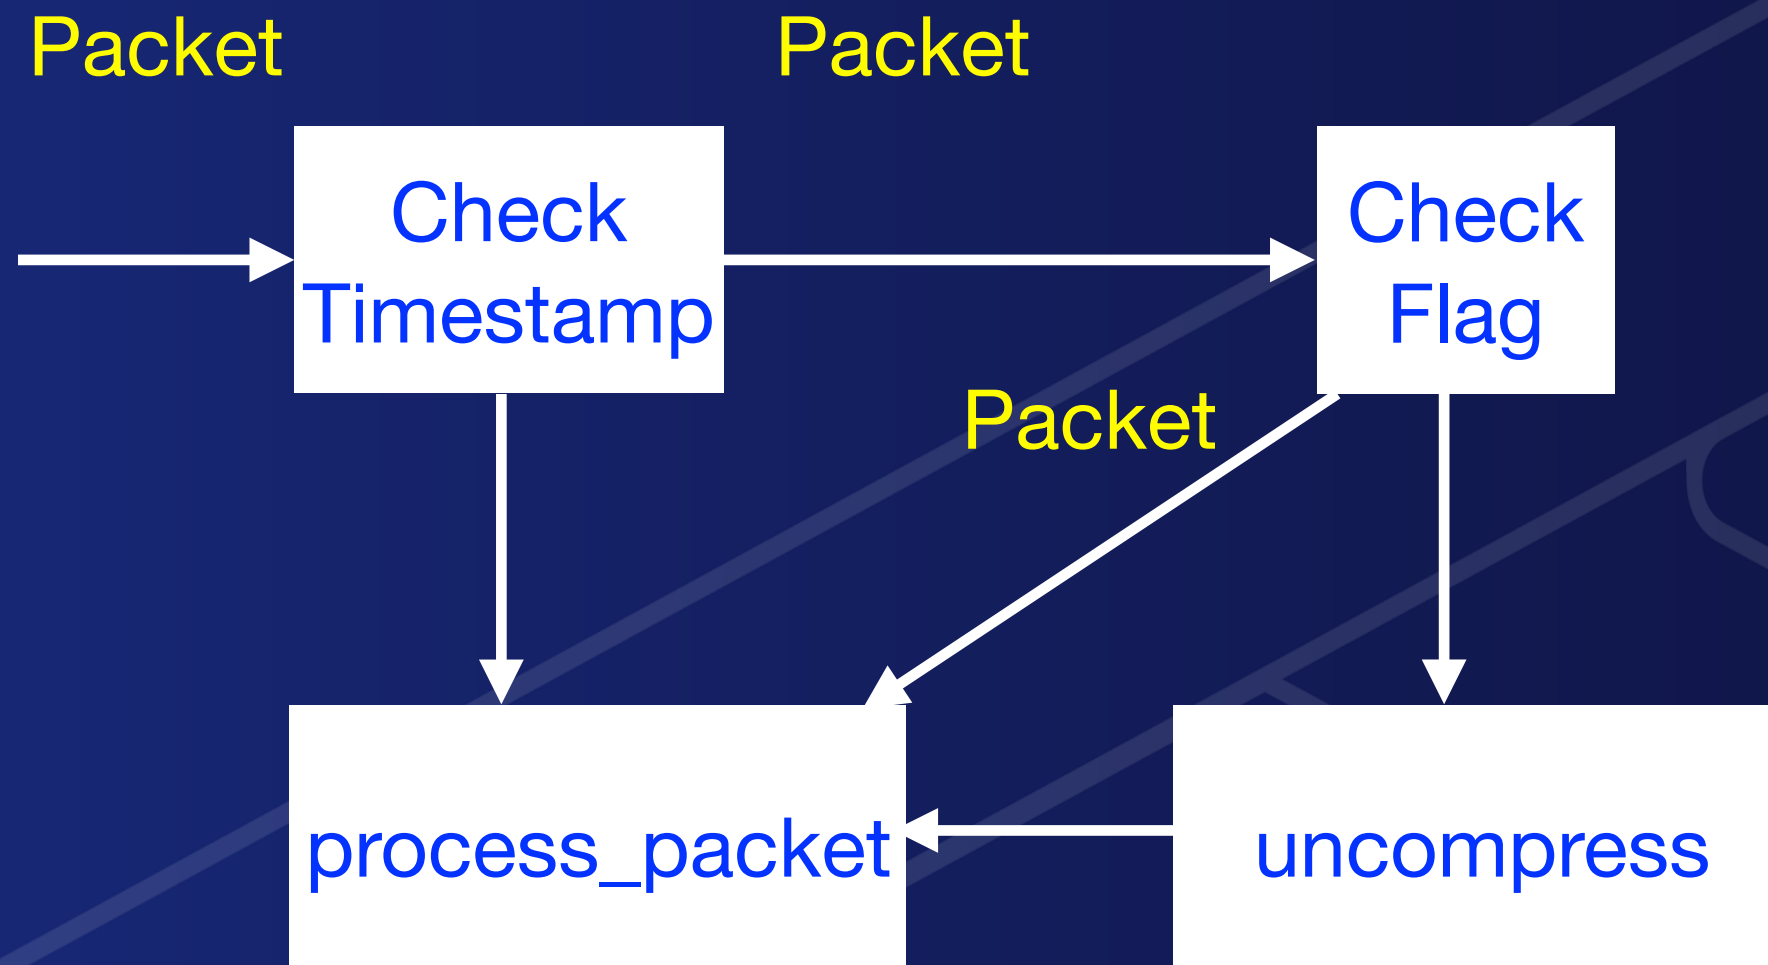 Packet
Packet
Check
Timestamp
Check
Flag
Packet
process_packet
uncompress